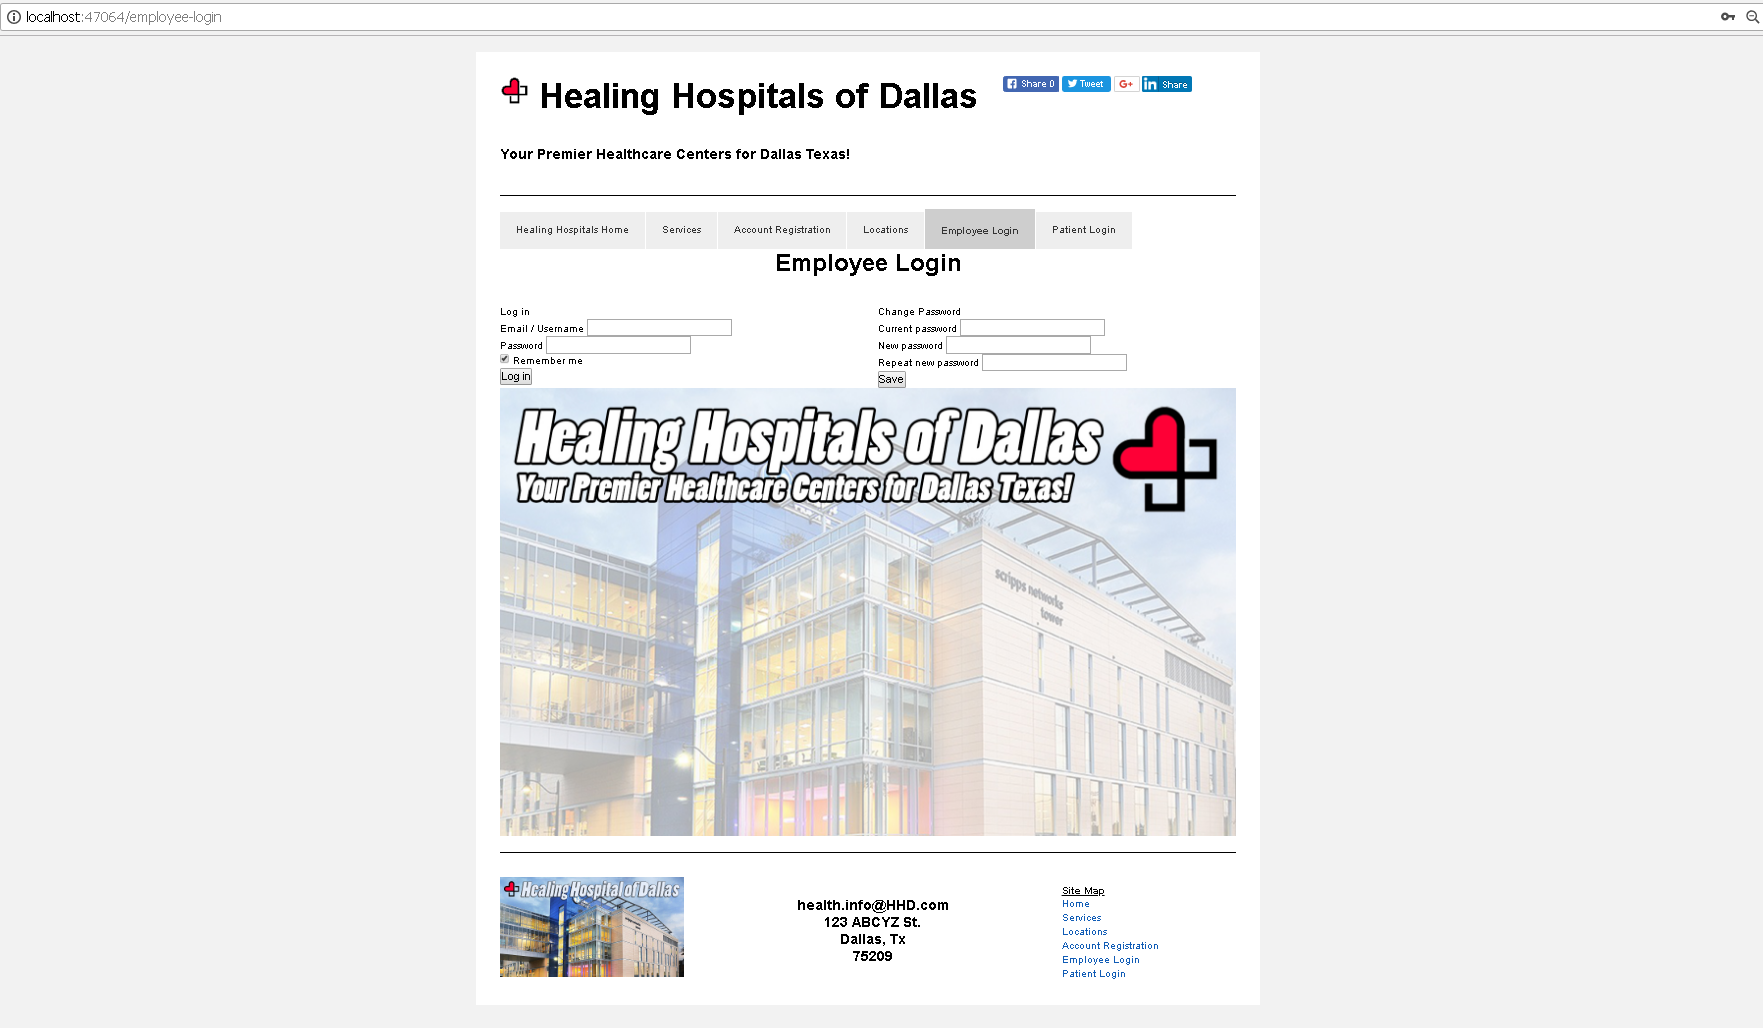 localhost:47064/employee-login
Healing Hospitals of Dallas
Share 0
Tweet
G+
in Share
Your Premier Healthcare Centers for Dallas Texas!
Healing Hospitals Home
Services
Account Registration
Locations
Employee Login
Patient Login
Employee Login
Log in
Email / Username
Password
Remember me
Log in
Change Password
Current password
New password
Repeat new password
Save
Healing Hospitals of Dallas
Your Premier Healthcare Centers for Dallas Texas!
scripps networks
tower
Healing Hospital of Dallas
health.info@HHD.com
123 ABCYZ St.
Dallas, Tx
75209
Site Map
Home
Services
Locations
Account Registration
Employee Login
Patient Login